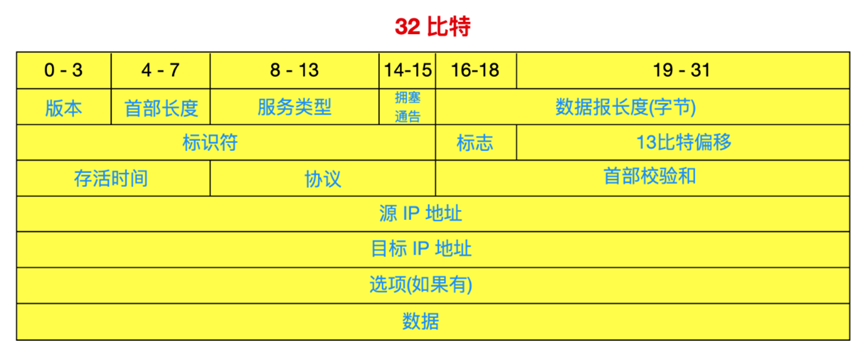 32 比特
0 - 3 4 - 7 8 - 13 14-15 16-18 19 - 31
版本 首部长度 服务类型 拥塞通告 数据报长度(字节)
标识符 标志 13比特偏移
存活时间 协议 首部校验和
源 IP 地址
目标 IP 地址
选项(如果有)
数据